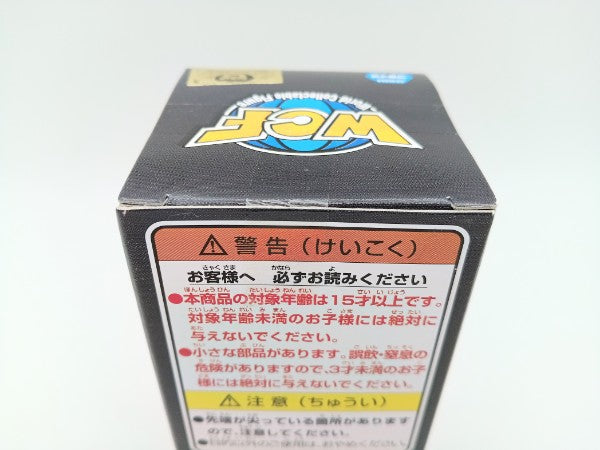 World Collectable Figure
WCF
⚠警告(けいこく)
お客様へ 必ずお読みください
●本商品の対象年齢は15才以上です。
対象年齢未満のお子様には絶対に
与えないでください。
●小さな部品があります。誤飲・窒息の
危険がありますので、3才未満のお子
様には絶対に与えないでください。
⚠注意(ちゅうい)
●先端が尖っている箇所があります
ので、注意してください。